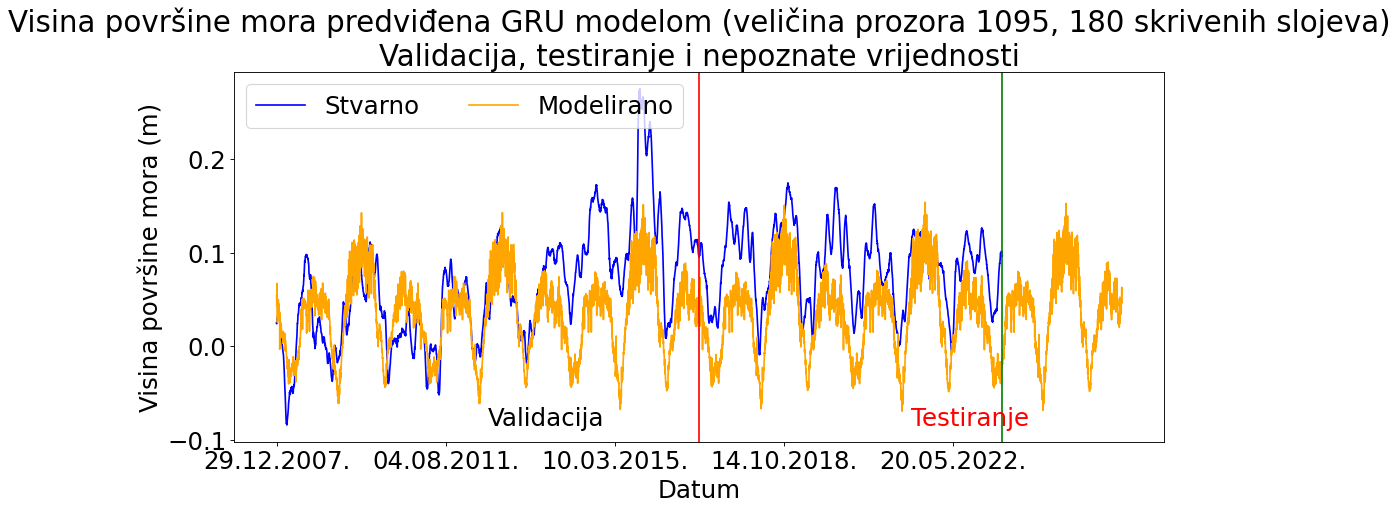 Visina površine mora predviđena GRU modelom (veličina prozora 1095, 180 skrivenih slojeva)
Validacija, testiranje i nepoznate vrijednosti
Stvarno
Modelirano
Visina površine mora (m)
0.2
0.1
0.0
−0.1
Validacija
Testiranje
29.12.2007.
04.08.2011.
10.03.2015.
14.10.2018.
20.05.2022.
Datum